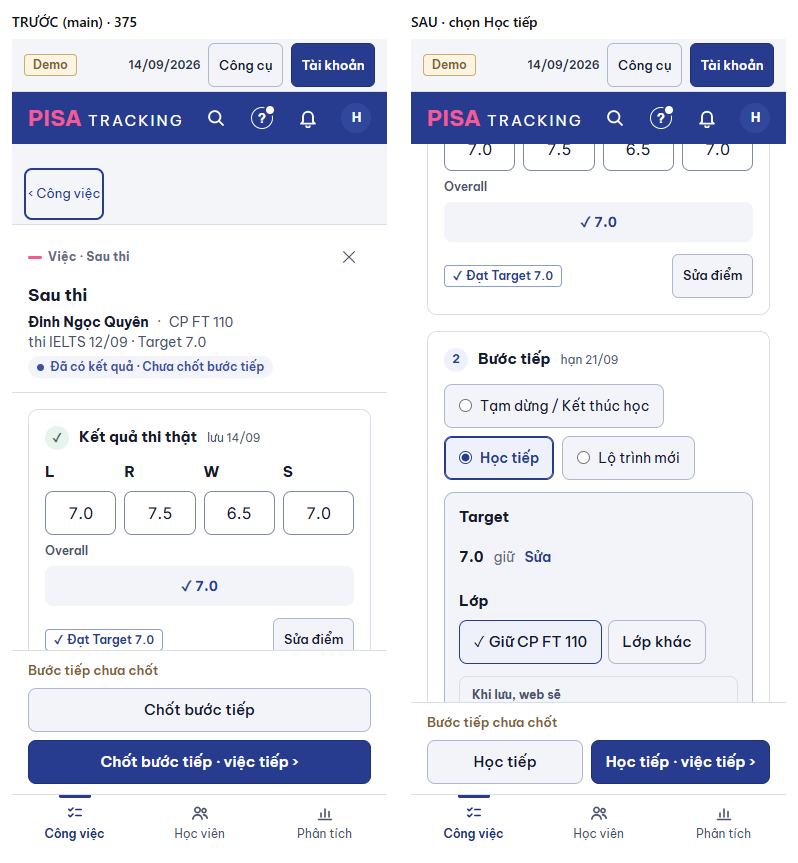 TRƯỚC (main) · 375
Demo 14/09/2026 Công cụ Tài khoản
PISA TRACKING ? H
‹ Công việc
Việc · Sau thi
Sau thi
Đinh Ngọc Quyên · CP FT 110
thi IELTS 12/09 · Target 7.0
Đã có kết quả · Chưa chốt bước tiếp
✓ Kết quả thi thật lưu 14/09
L R W S
7.0 7.5 6.5 7.0
Overall
✓ 7.0
✓ Đạt Target 7.0 Sửa điểm
Bước tiếp chưa chốt
Chốt bước tiếp
Chốt bước tiếp · việc tiếp ›
Công việc Học viên Phân tích
SAU · chọn Học tiếp
Demo 14/09/2026 Công cụ Tài khoản
PISA TRACKING ? H
7.0 7.5 6.5 7.0
Overall
✓ 7.0
✓ Đạt Target 7.0 Sửa điểm
2 Bước tiếp hạn 21/09
Tạm dừng / Kết thúc học
Học tiếp Lộ trình mới
Target
7.0 giữ Sửa
Lớp
✓ Giữ CP FT 110 Lớp khác
Khi lưu, web sẽ
Bước tiếp chưa chốt
Học tiếp Học tiếp · việc tiếp ›
Công việc Học viên Phân tích